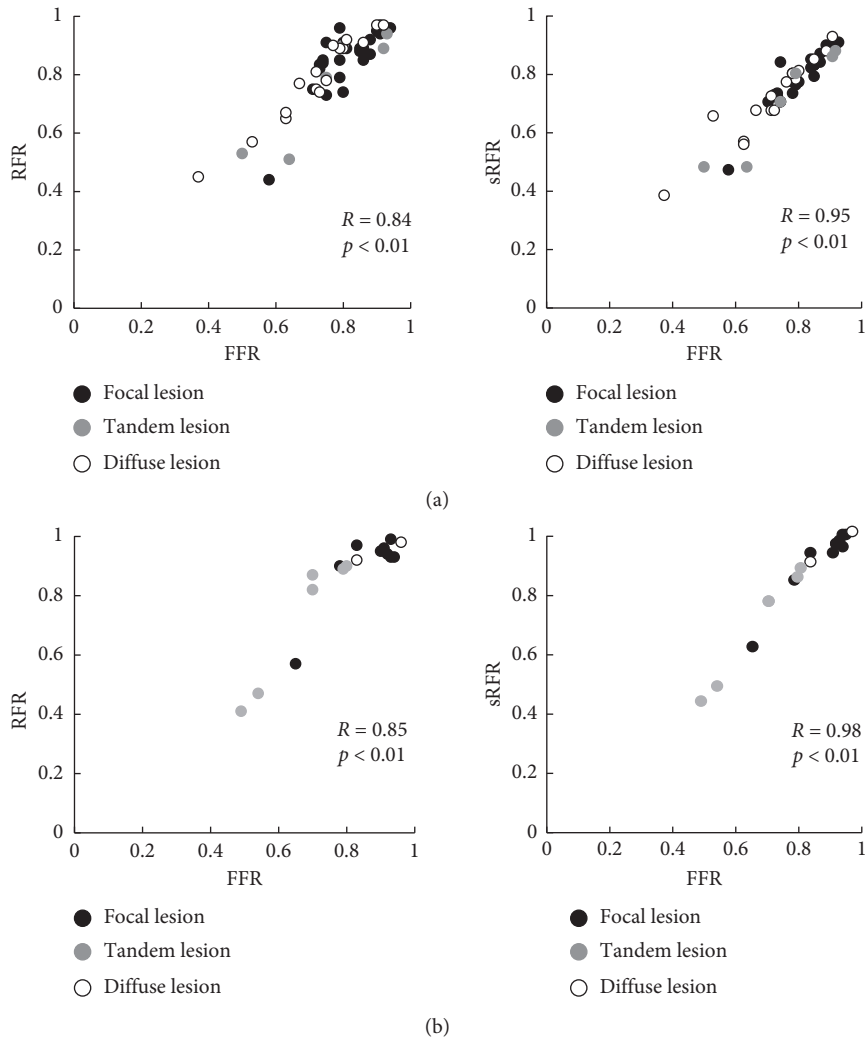 1
0.8
0.6
0.4
0.2
0
RFR
0 0.2 0.4 0.6 0.8 1
FFR
R = 0.84
p < 0.01
Focal lesion
Tandem lesion
Diffuse lesion
1
0.8
0.6
0.4
0.2
0
sRFR
0 0.2 0.4 0.6 0.8 1
FFR
R = 0.95
p < 0.01
Focal lesion
Tandem lesion
Diffuse lesion
(a)
1
0.8
0.6
0.4
0.2
0
RFR
0 0.2 0.4 0.6 0.8 1
FFR
R = 0.85
p < 0.01
Focal lesion
Tandem lesion
Diffuse lesion
1
0.8
0.6
0.4
0.2
0
sRFR
0 0.2 0.4 0.6 0.8 1
FFR
R = 0.98
p < 0.01
Focal lesion
Tandem lesion
Diffuse lesion
(b)